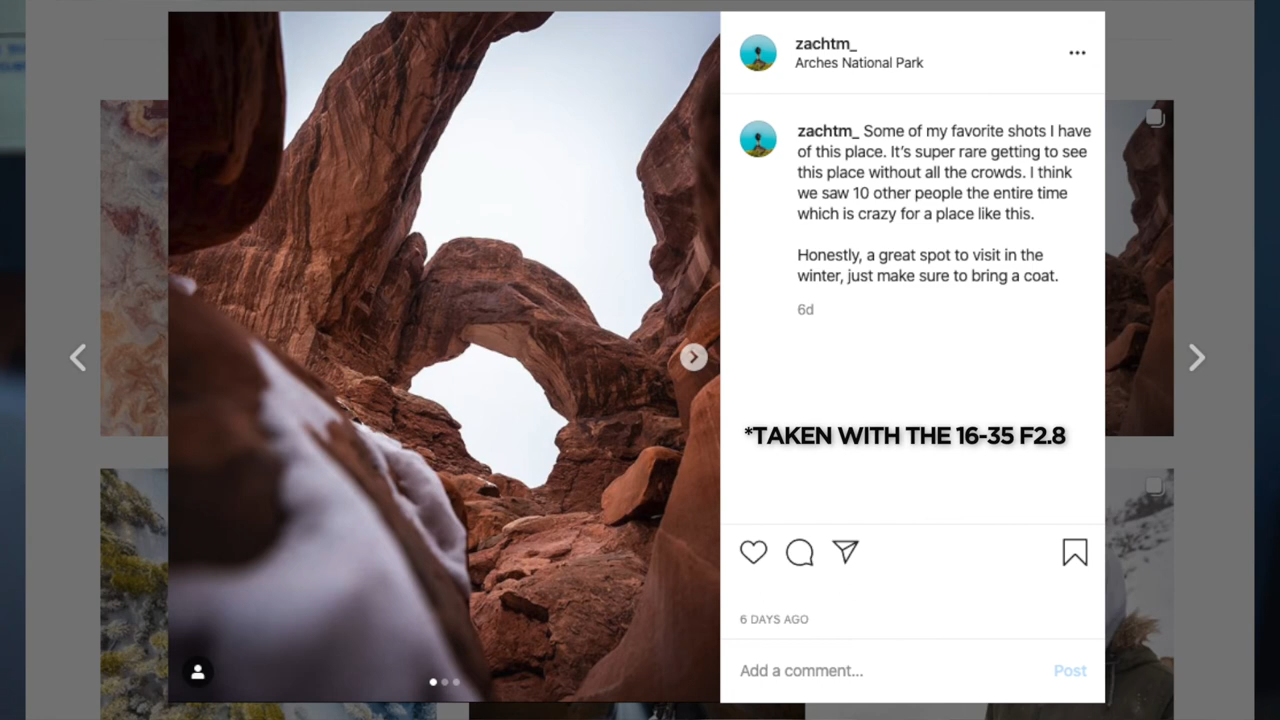 zachtm_
Arches National Park
zachtm_ Some of my favorite shots I have
of this place. It's super rare getting to see
this place without all the crowds. I think
we saw 10 other people the entire time
which is crazy for a place like this.
Honestly, a great spot to visit in the
winter, just make sure to bring a coat.
6d
*TAKEN WITH THE 16-35 F2.8
6 DAYS AGO
Add a comment...
Post